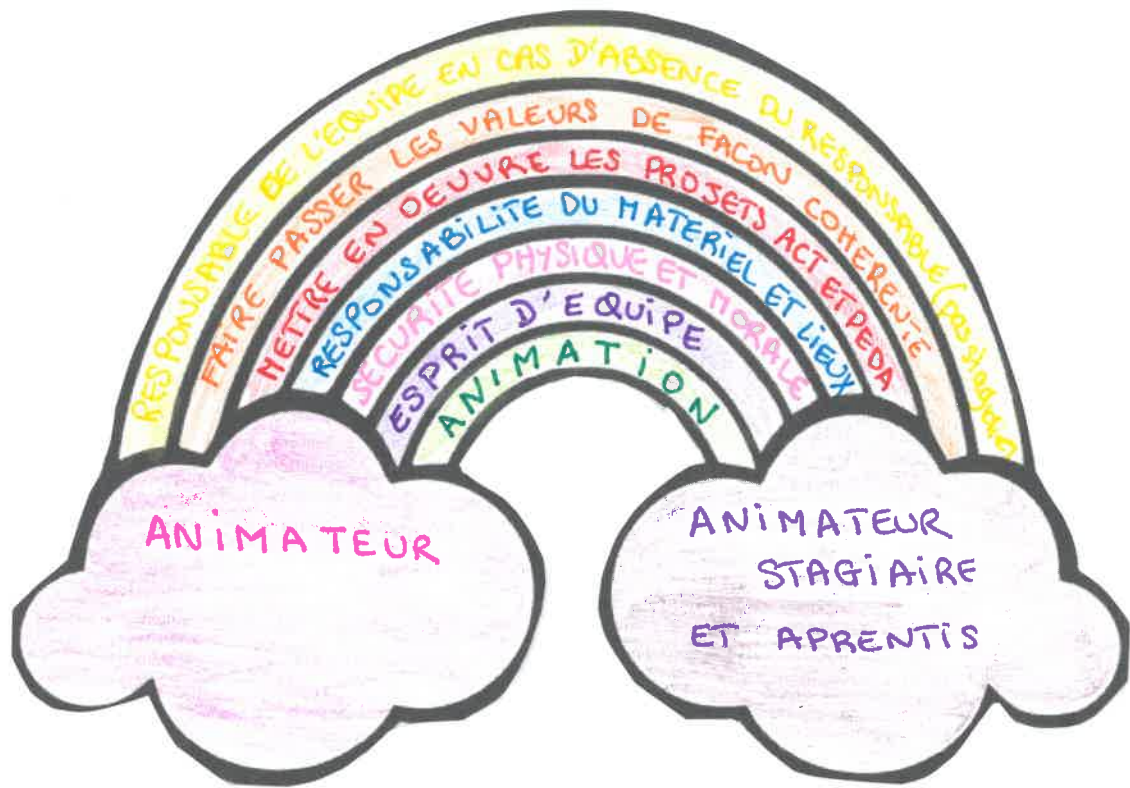 RESPONSABLE DE L'EQUIPE EN CAS D'ABSENCE DU RESPONSABLE (pas stagiaire)
FAIRE PASSER LES VALEURS DE FACON COHERENTE
METTRE EN OEUVRE LES PROJETS ACT ET PEDA
RESPONSABILITE DU MATERIEL ET LIEUX
SECURITE PHYSIQUE ET MORALE
ESPRIT D'EQUIPE
ANIMATION
ANIMATEUR
ANIMATEUR
STAGIAIRE
ET APRENTIS